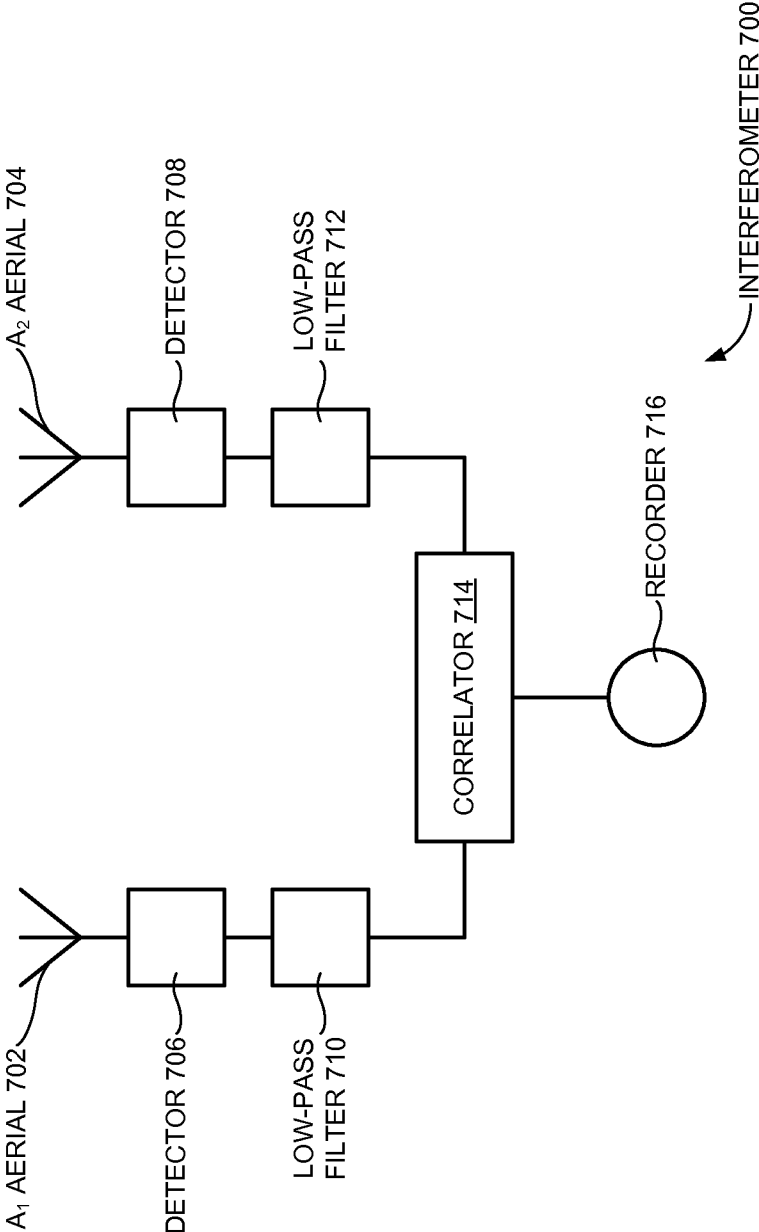 A₁ AERIAL 702
A₂ AERIAL 704
DETECTOR 706
DETECTOR 708
LOW-PASS
FILTER 710
LOW-PASS
FILTER 712
CORRELATOR 714
RECORDER 716
INTERFEROMETER 700